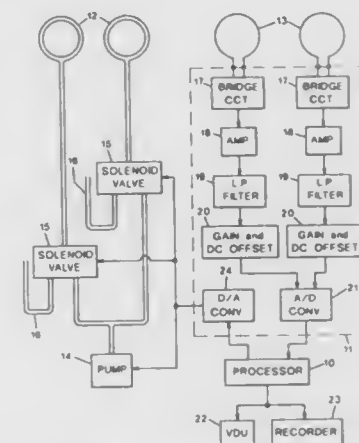 12
13
17
17
BRIDGE
CCT
BRIDGE
CCT
18
18
AMP
AMP
15
16
SOLENOID
VALVE
19
19
L.P
FILTER
L.P
FILTER
20
20
GAIN and
DC OFFSET
GAIN and
DC OFFSET
15
SOLENOID
VALVE
16
24
D/A
CONV
A/D
CONV
21
11
14
PUMP
PROCESSOR
10
22
VDU
RECORDER
23